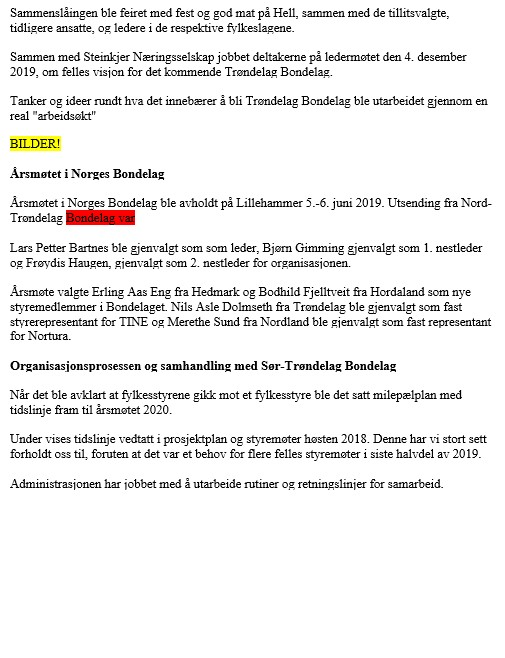 Sammenslåingen ble feiret med fest og god mat på Hell, sammen med de tillitsvalgte,
tidligere ansatte, og ledere i de respektive fylkeslagene.
Sammen med Steinkjer Næringsselskap jobbet deltakerne på ledermøtet den 4. desember
2019, om felles visjon for det kommende Trøndelag Bondelag.
Tanker og ideer rundt hva det innebærer å bli Trøndelag Bondelag ble utarbeidet gjennom en
real "arbeidsøkt"
BILDER!
Årsmøtet i Norges Bondelag
Årsmøtet i Norges Bondelag ble avholdt på Lillehammer 5.-6. juni 2019. Utsending fra Nord-
Trøndelag Bondelag var
Lars Petter Bartnes ble gjenvalgt som som leder, Bjørn Gimming gjenvalgt som 1. nestleder
og Frøydis Haugen, gjenvalgt som 2. nestleder for organisasjonen.
Årsmøte valgte Erling Aas Eng fra Hedmark og Bodhild Fjelltveit fra Hordaland som nye
styremedlemmer i Bondelaget. Nils Asle Dolmseth fra Trøndelag ble gjenvalgt som fast
styrerepresentant for TINE og Merethe Sund fra Nordland ble gjenvalgt som fast representant
for Nortura.
Organisasjonsprosessen og samhandling med Sør-Trøndelag Bondelag
Når det ble avklart at fylkesstyrene gikk mot et fylkesstyre ble det satt milepælplan med
tidslinje fram til årsmøtet 2020.
Under vises tidslinje vedtatt i prosjektplan og styremøter høsten 2018. Denne har vi stort sett
forholdt oss til, foruten at det var et behov for flere felles styremøter i siste halvdel av 2019.
Administrasjonen har jobbet med å utarbeide rutiner og retningslinjer for samarbeid.